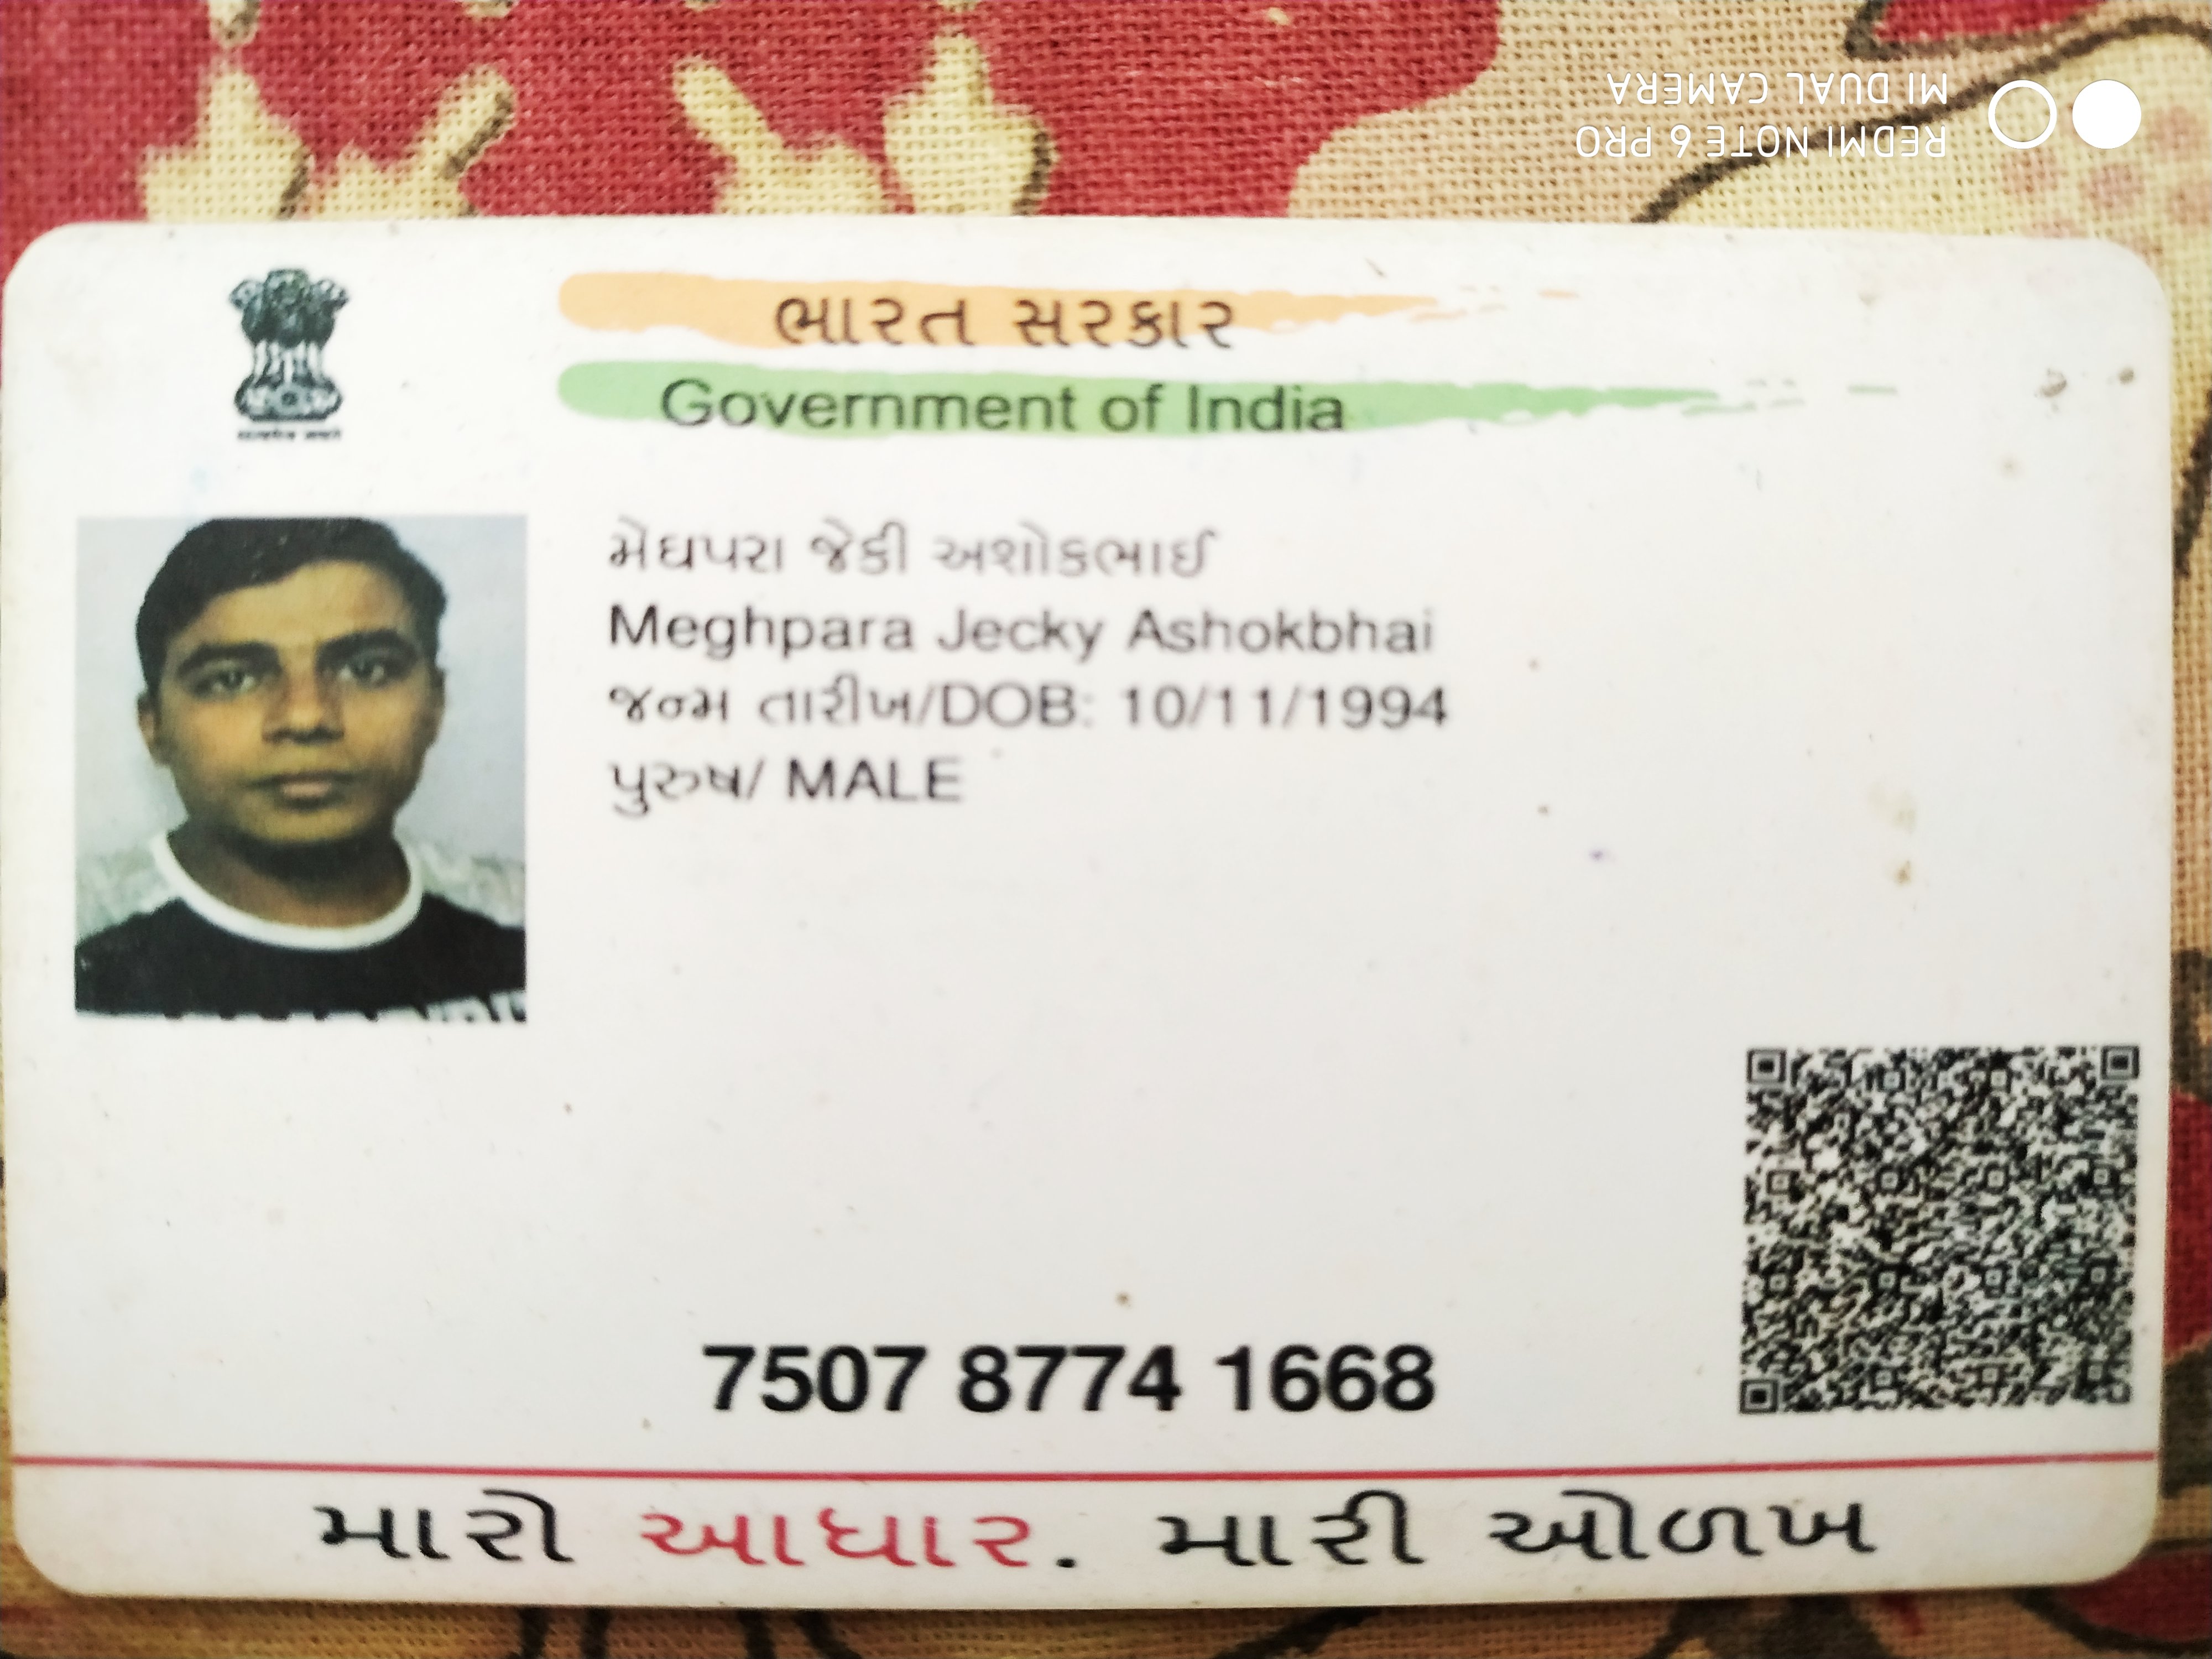 ભારત સરકાર
Government of India
મેઘપરા જેકી અશોકભાઇ
Meghpara Jecky Ashokbhai
જન્મ તારીખ/DOB: 10/11/1994
પુરુષ/ MALE
7507 8774 1668
મારો આધાર. મારી ઓળખ
REDMI NOTE 6 PRO
MI DUAL CAMERA